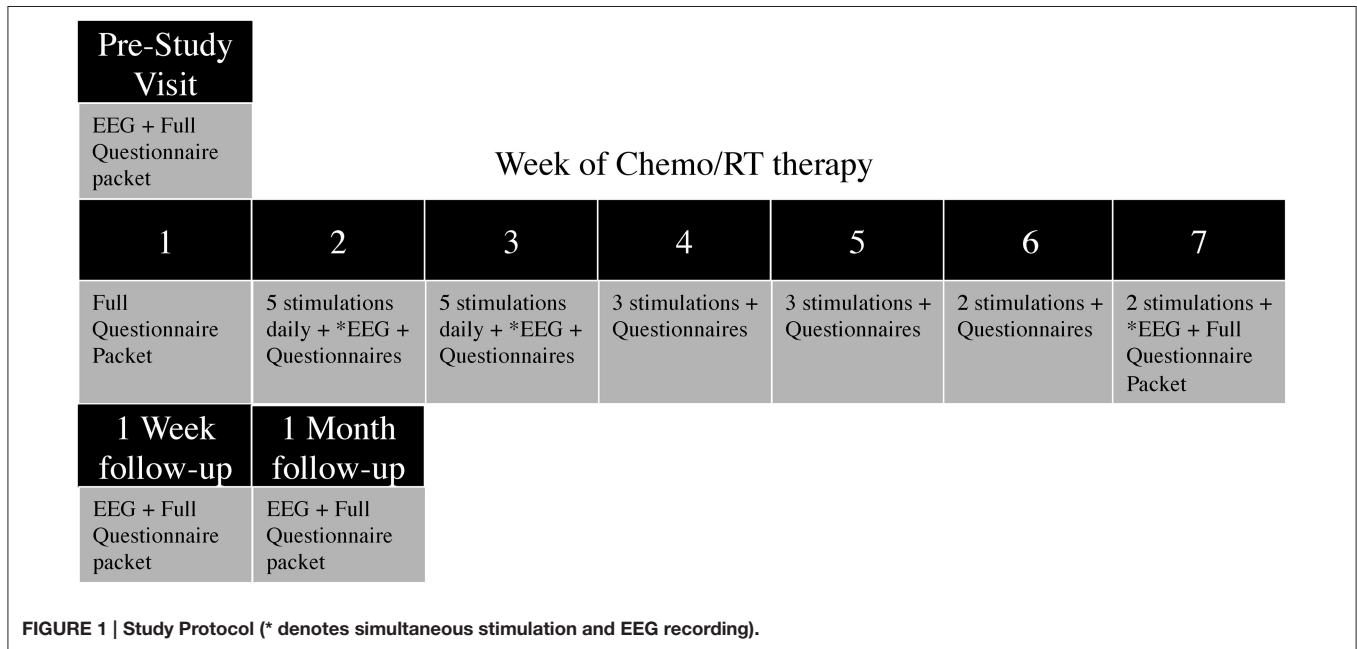 Pre-Study
Visit
EEG + Full
Questionnaire
packet
Week of Chemo/RT therapy
1
2
3
4
5
6
7
Full
Questionnaire
Packet
5 stimulations
daily + *EEG +
Questionnaires
5 stimulations
daily + *EEG +
Questionnaires
3 stimulations +
Questionnaires
3 stimulations +
Questionnaires
2 stimulations +
Questionnaires
2 stimulations +
*EEG + Full
Questionnaire
Packet
1 Week
follow-up
1 Month
follow-up
EEG + Full
Questionnaire
packet
EEG + Full
Questionnaire
packet
FIGURE 1 | Study Protocol (* denotes simultaneous stimulation and EEG recording).